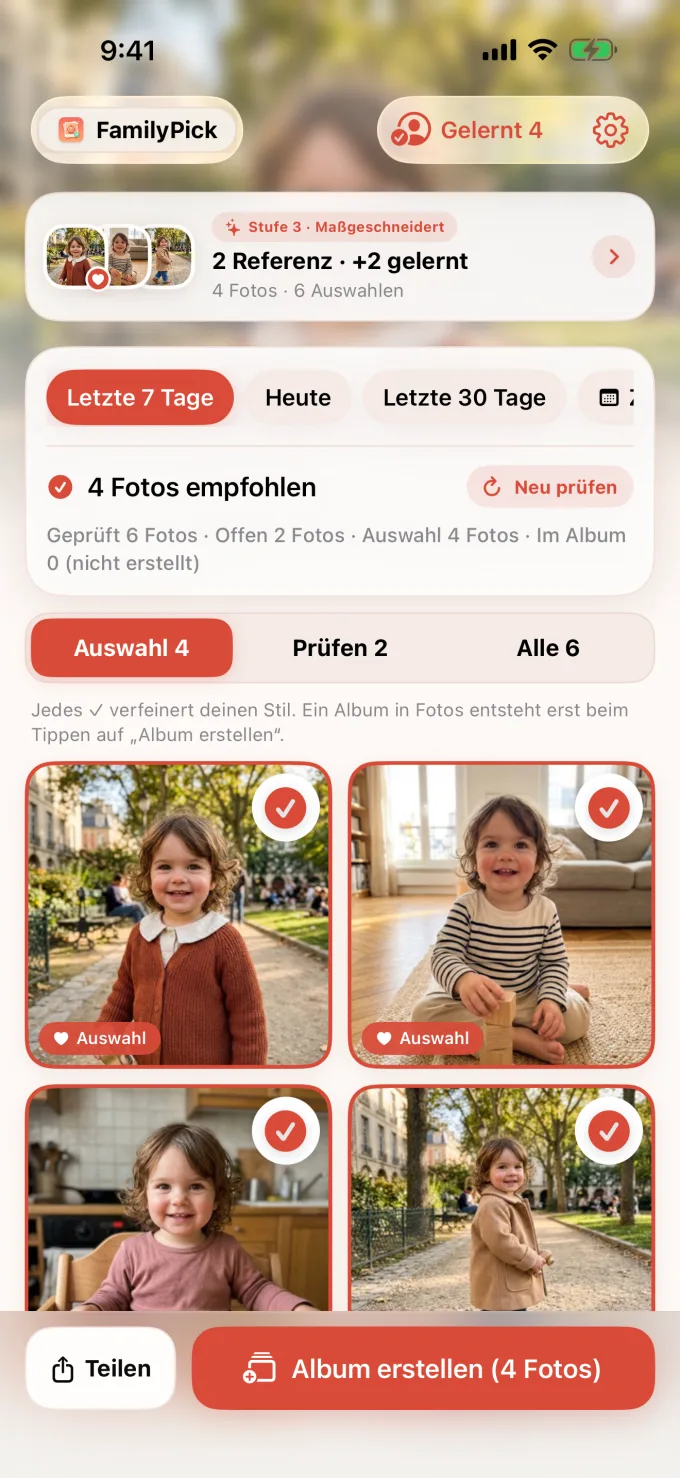 9:41
FamilyPick
Gelernt 4
Stufe 3 · Maßgeschneidert
2 Referenz · +2 gelernt
4 Fotos · 6 Auswahlen
Letzte 7 Tage
Heute
Letzte 30 Tage
4 Fotos empfohlen
Neu prüfen
Geprüft 6 Fotos · Offen 2 Fotos · Auswahl 4 Fotos · Im Album
0 (nicht erstellt)
Auswahl 4
Prüfen 2
Alle 6
Jedes ✓ verfeinert deinen Stil. Ein Album in Fotos entsteht erst beim
Tippen auf „Album erstellen“.
Auswahl
Auswahl
Teilen
Album erstellen (4 Fotos)